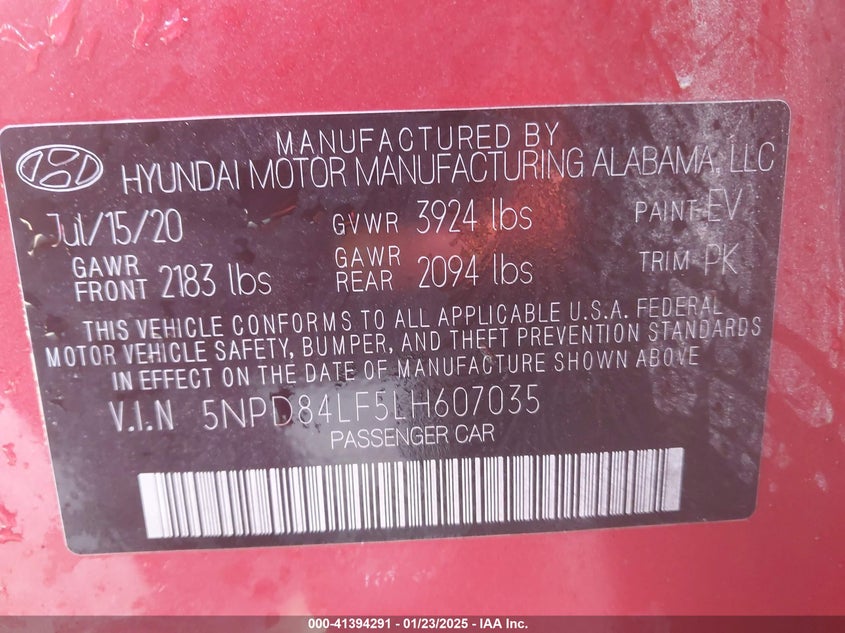 MANUFACTURED BY
HYUNDAI MOTOR MANUFACTURING ALABAMA, LLC
Jul/15/20 GVWR 3924 lbs PAINT EV
GAWR FRONT 2183 lbs GAWR REAR 2094 lbs TRIM PK
THIS VEHICLE CONFORMS TO ALL APPLICABLE U.S.A. FEDERAL
MOTOR VEHICLE SAFETY, BUMPER, AND THEFT PREVENTION STANDARDS
IN EFFECT ON THE DATE OF MANUFACTURE SHOWN ABOVE
V.I.N 5NPD84LF5LH607035
PASSENGER CAR
000-41394291 - 01/23/2025 - IAA Inc.